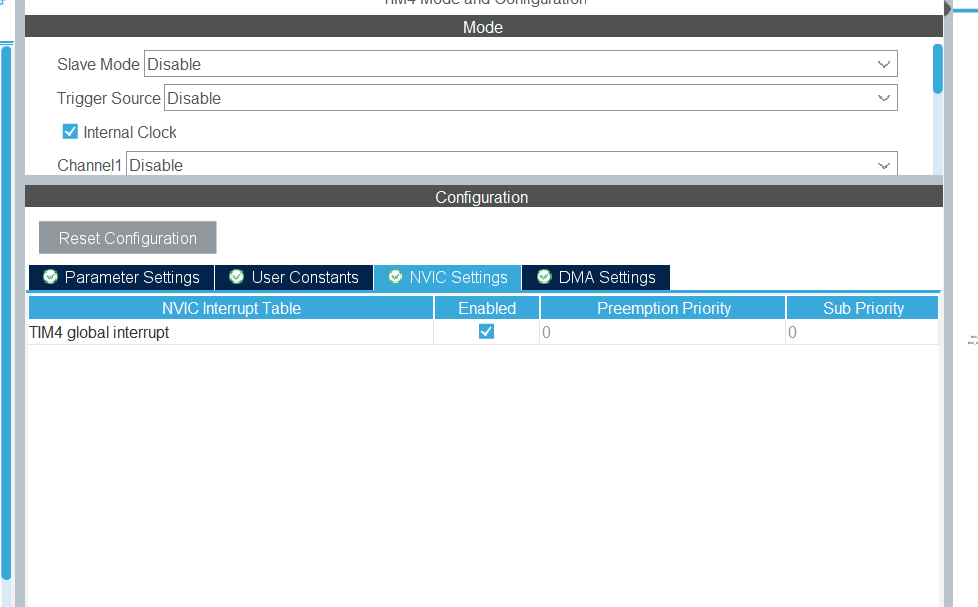 TIM4 Mode and Configuration
Mode
Slave Mode Disable
Trigger Source Disable
Internal Clock
Channel1 Disable
Configuration
Reset Configuration
Parameter Settings User Constants NVIC Settings DMA Settings
NVIC Interrupt Table Enabled Preemption Priority Sub Priority
TIM4 global interrupt 0 0